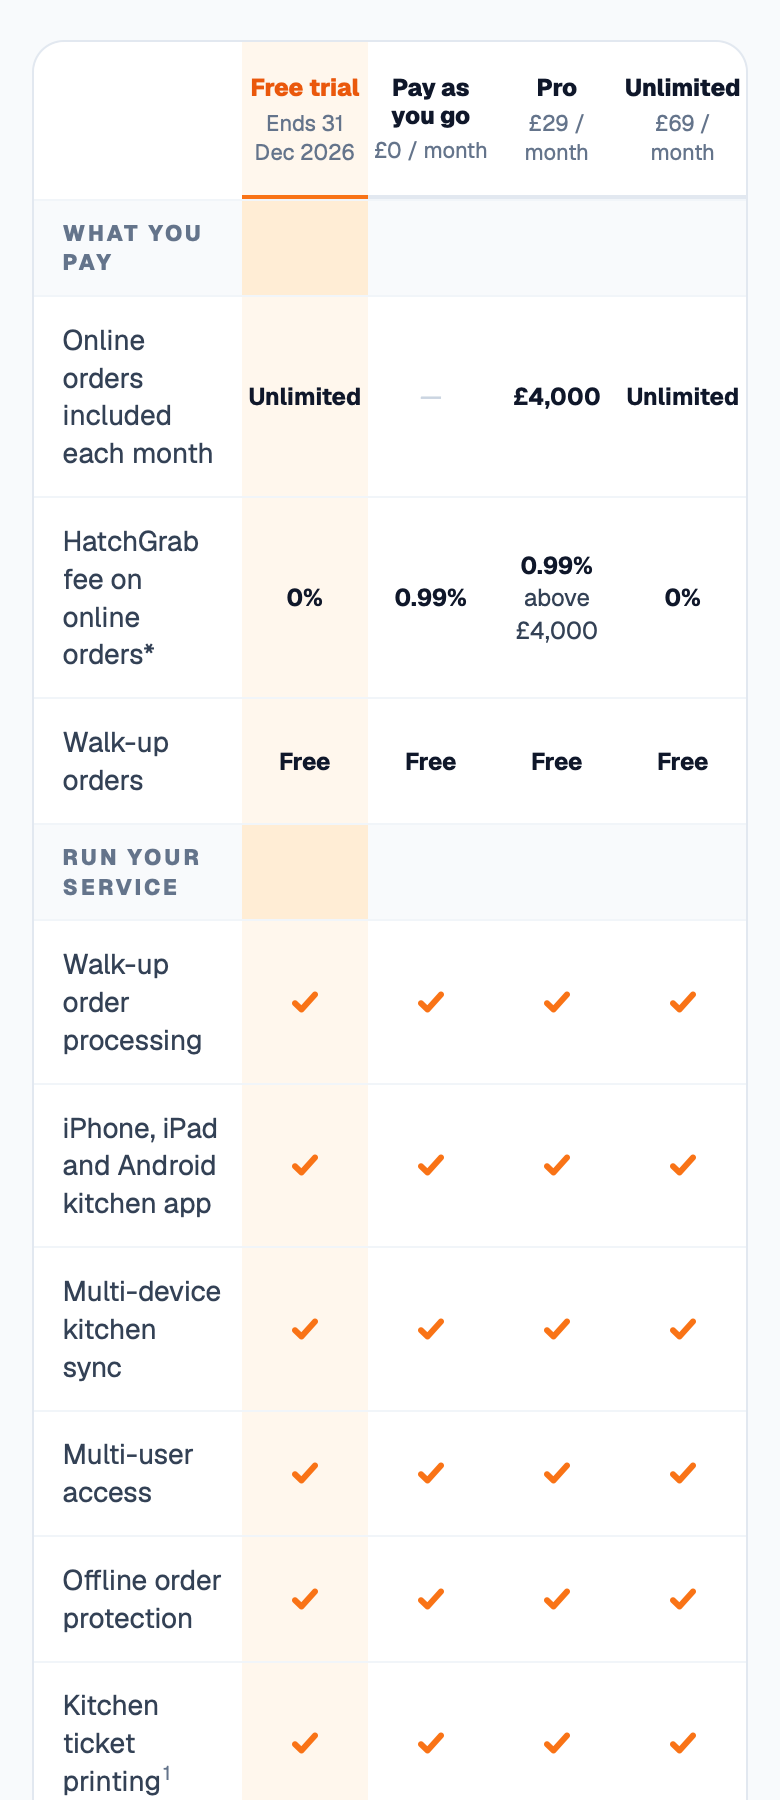 Free trial
Ends 31
Dec 2026
Pay as
you go
£0 / month
Pro
£29 /
month
Unlimited
£69 /
month
WHAT YOU
PAY
Online
orders
included
each month
Unlimited
—
£4,000
Unlimited
HatchGrab
fee on
online
orders*
0%
0.99%
0.99%
above
£4,000
0%
Walk-up
orders
Free
Free
Free
Free
RUN YOUR
SERVICE
Walk-up
order
processing
iPhone, iPad
and Android
kitchen app
Multi-device
kitchen
sync
Multi-user
access
Offline order
protection
Kitchen
ticket
printing¹